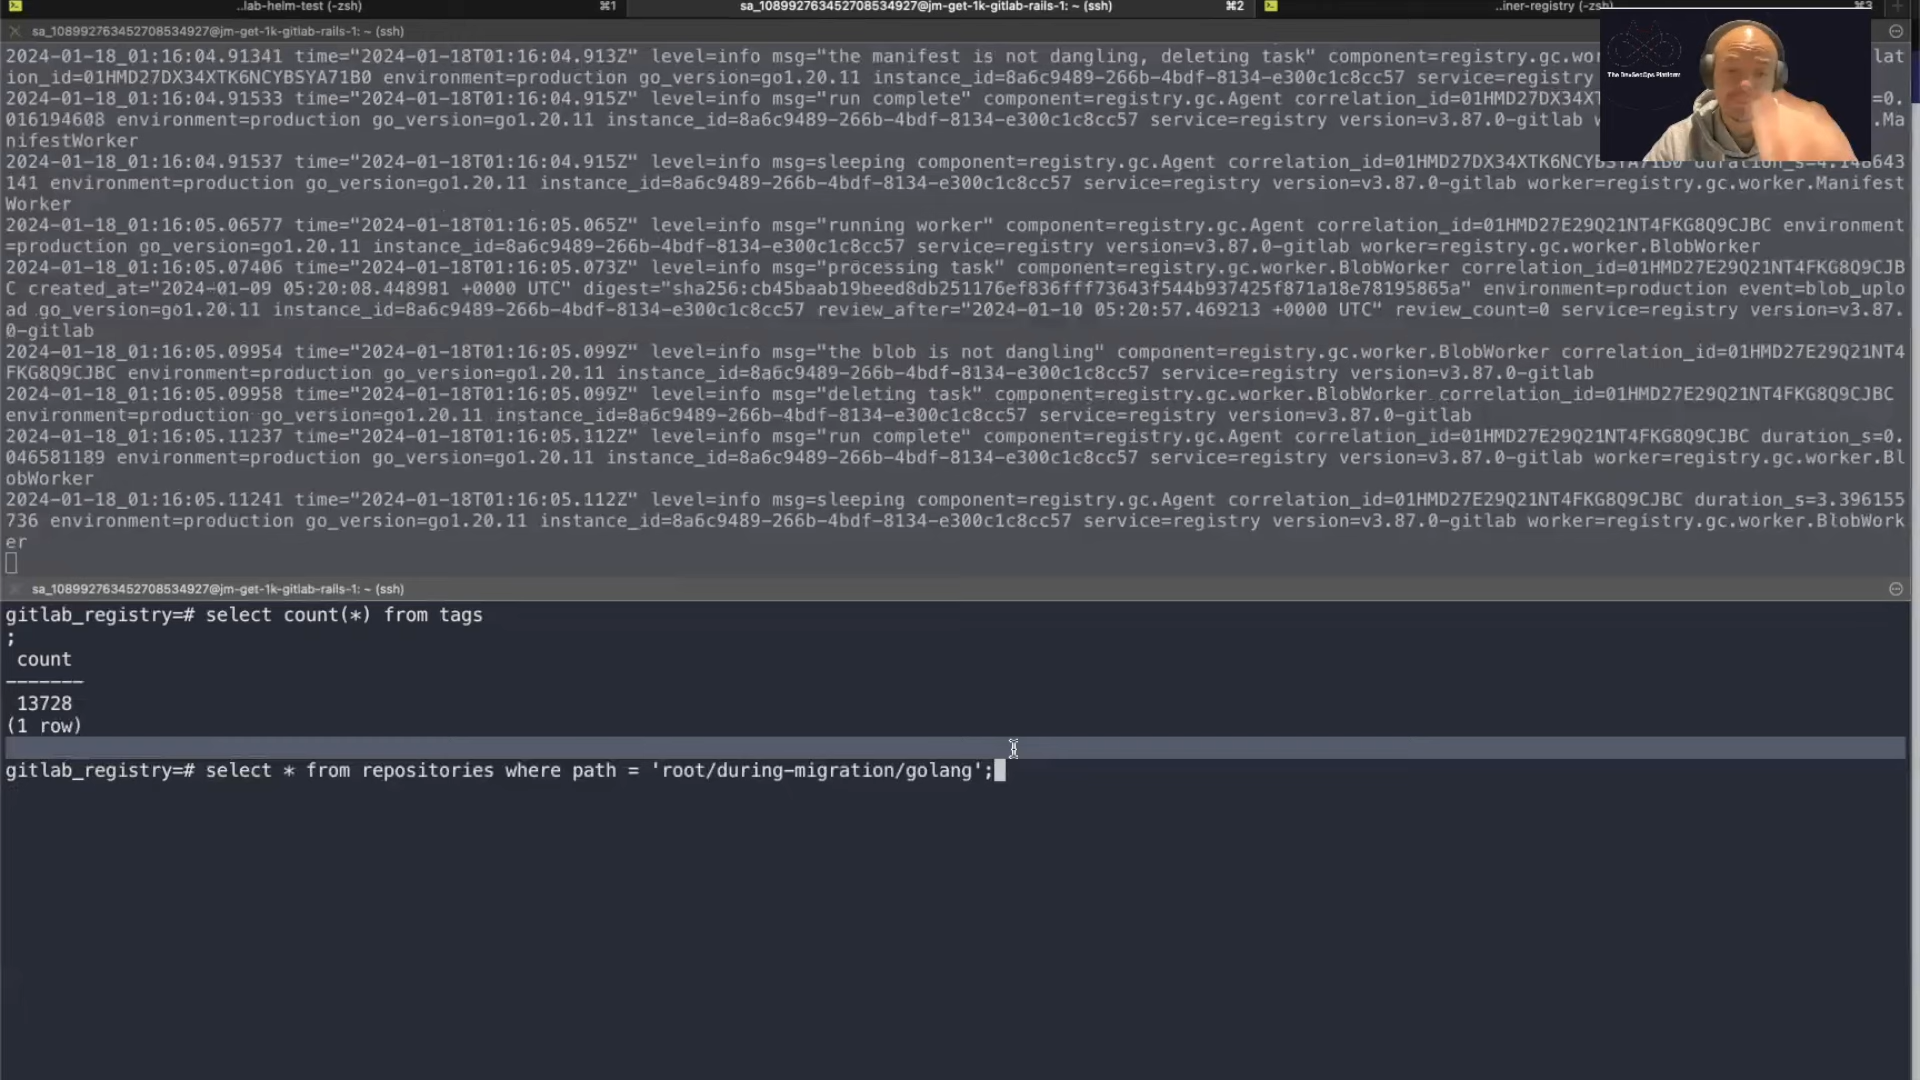 ..lab-helm-test (-zsh) ⌘1 sa_108992763452708534927@jm-get-1k-gitlab-rails-1: ~ (ssh) ⌘2 ..iner-registry (-zsh) ⌘3
sa_108992763452708534927@jm-get-1k-gitlab-rails-1: ~ (ssh)
The DevSecOps Platform
2024-01-18_01:16:04.91341 time="2024-01-18T01:16:04.913Z" level=info msg="the manifest is not dangling, deleting task" component=registry.gc.wor lat
ion_id=01HMD27DX34XTK6NCYBSYA71B0 environment=production go_version=go1.20.11 instance_id=8a6c9489-266b-4bdf-8134-e300c1c8cc57 service=registry
2024-01-18_01:16:04.91533 time="2024-01-18T01:16:04.915Z" level=info msg="run complete" component=registry.gc.Agent correlation_id=01HMD27DX34X =0.
016194608 environment=production go_version=go1.20.11 instance_id=8a6c9489-266b-4bdf-8134-e300c1c8cc57 service=registry version=v3.87.0-gitlab w .Ma
nifestWorker
2024-01-18_01:16:04.91537 time="2024-01-18T01:16:04.915Z" level=info msg=sleeping component=registry.gc.Agent correlation_id=01HMD27DX34XTK6NCYBSYA71B0 duration_s=4.148643
141 environment=production go_version=go1.20.11 instance_id=8a6c9489-266b-4bdf-8134-e300c1c8cc57 service=registry version=v3.87.0-gitlab worker=registry.gc.worker.Manifest
Worker
2024-01-18_01:16:05.06577 time="2024-01-18T01:16:05.065Z" level=info msg="running worker" component=registry.gc.Agent correlation_id=01HMD27E29Q21NT4FKG8Q9CJBC environment
=production go_version=go1.20.11 instance_id=8a6c9489-266b-4bdf-8134-e300c1c8cc57 service=registry version=v3.87.0-gitlab worker=registry.gc.worker.BlobWorker
2024-01-18_01:16:05.07406 time="2024-01-18T01:16:05.073Z" level=info msg="processing task" component=registry.gc.worker.BlobWorker correlation_id=01HMD27E29Q21NT4FKG8Q9CJB
C created_at="2024-01-09 05:20:08.448981 +0000 UTC" digest="sha256:cb45baab19beed8db251176ef836fff73643f544b937425f871a18e78195865a" environment=production event=blob_uplo
ad go_version=go1.20.11 instance_id=8a6c9489-266b-4bdf-8134-e300c1c8cc57 review_after="2024-01-10 05:20:57.469213 +0000 UTC" review_count=0 service=registry version=v3.87.
0-gitlab
2024-01-18_01:16:05.09954 time="2024-01-18T01:16:05.099Z" level=info msg="the blob is not dangling" component=registry.gc.worker.BlobWorker correlation_id=01HMD27E29Q21NT4
FKG8Q9CJBC environment=production go_version=go1.20.11 instance_id=8a6c9489-266b-4bdf-8134-e300c1c8cc57 service=registry version=v3.87.0-gitlab
2024-01-18_01:16:05.09958 time="2024-01-18T01:16:05.099Z" level=info msg="deleting task" component=registry.gc.worker.BlobWorker correlation_id=01HMD27E29Q21NT4FKG8Q9CJBC
environment=production go_version=go1.20.11 instance_id=8a6c9489-266b-4bdf-8134-e300c1c8cc57 service=registry version=v3.87.0-gitlab
2024-01-18_01:16:05.11237 time="2024-01-18T01:16:05.112Z" level=info msg="run complete" component=registry.gc.Agent correlation_id=01HMD27E29Q21NT4FKG8Q9CJBC duration_s=0.
046581189 environment=production go_version=go1.20.11 instance_id=8a6c9489-266b-4bdf-8134-e300c1c8cc57 service=registry version=v3.87.0-gitlab worker=registry.gc.worker.Bl
obWorker
2024-01-18_01:16:05.11241 time="2024-01-18T01:16:05.112Z" level=info msg=sleeping component=registry.gc.Agent correlation_id=01HMD27E29Q21NT4FKG8Q9CJBC duration_s=3.396155
736 environment=production go_version=go1.20.11 instance_id=8a6c9489-266b-4bdf-8134-e300c1c8cc57 service=registry version=v3.87.0-gitlab worker=registry.gc.worker.BlobWork
er
sa_108992763452708534927@jm-get-1k-gitlab-rails-1: ~ (ssh)
gitlab_registry=# select count(*) from tags
;
count
-------
13728
(1 row)
gitlab_registry=# select * from repositories where path = 'root/during-migration/golang';